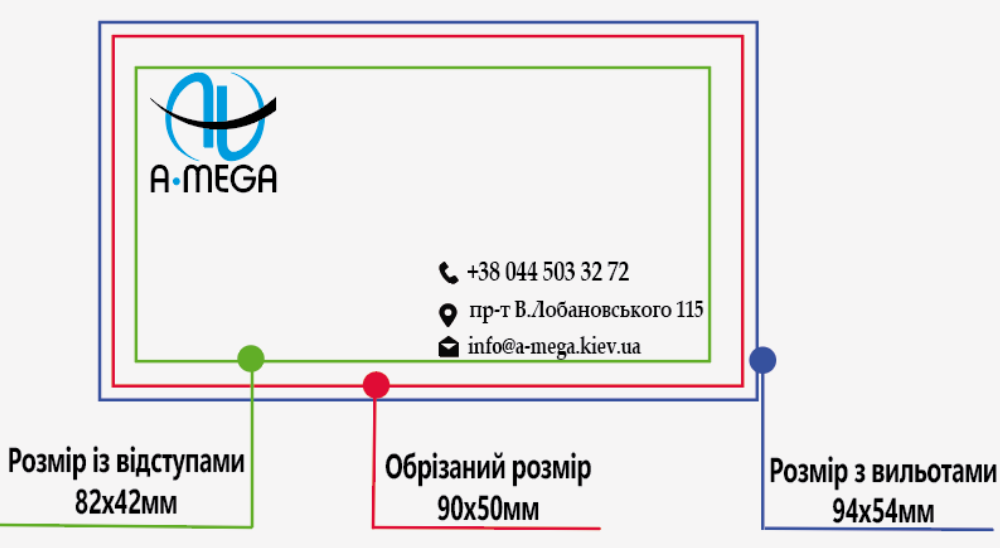 A·MEGA
+38 044 503 32 72
пр-т В.Лобановського 115
info@a-mega.kiev.ua
Розмір із відступами
82x42мм
Обрізаний розмір
90x50мм
Розмір з вильотами
94x54мм